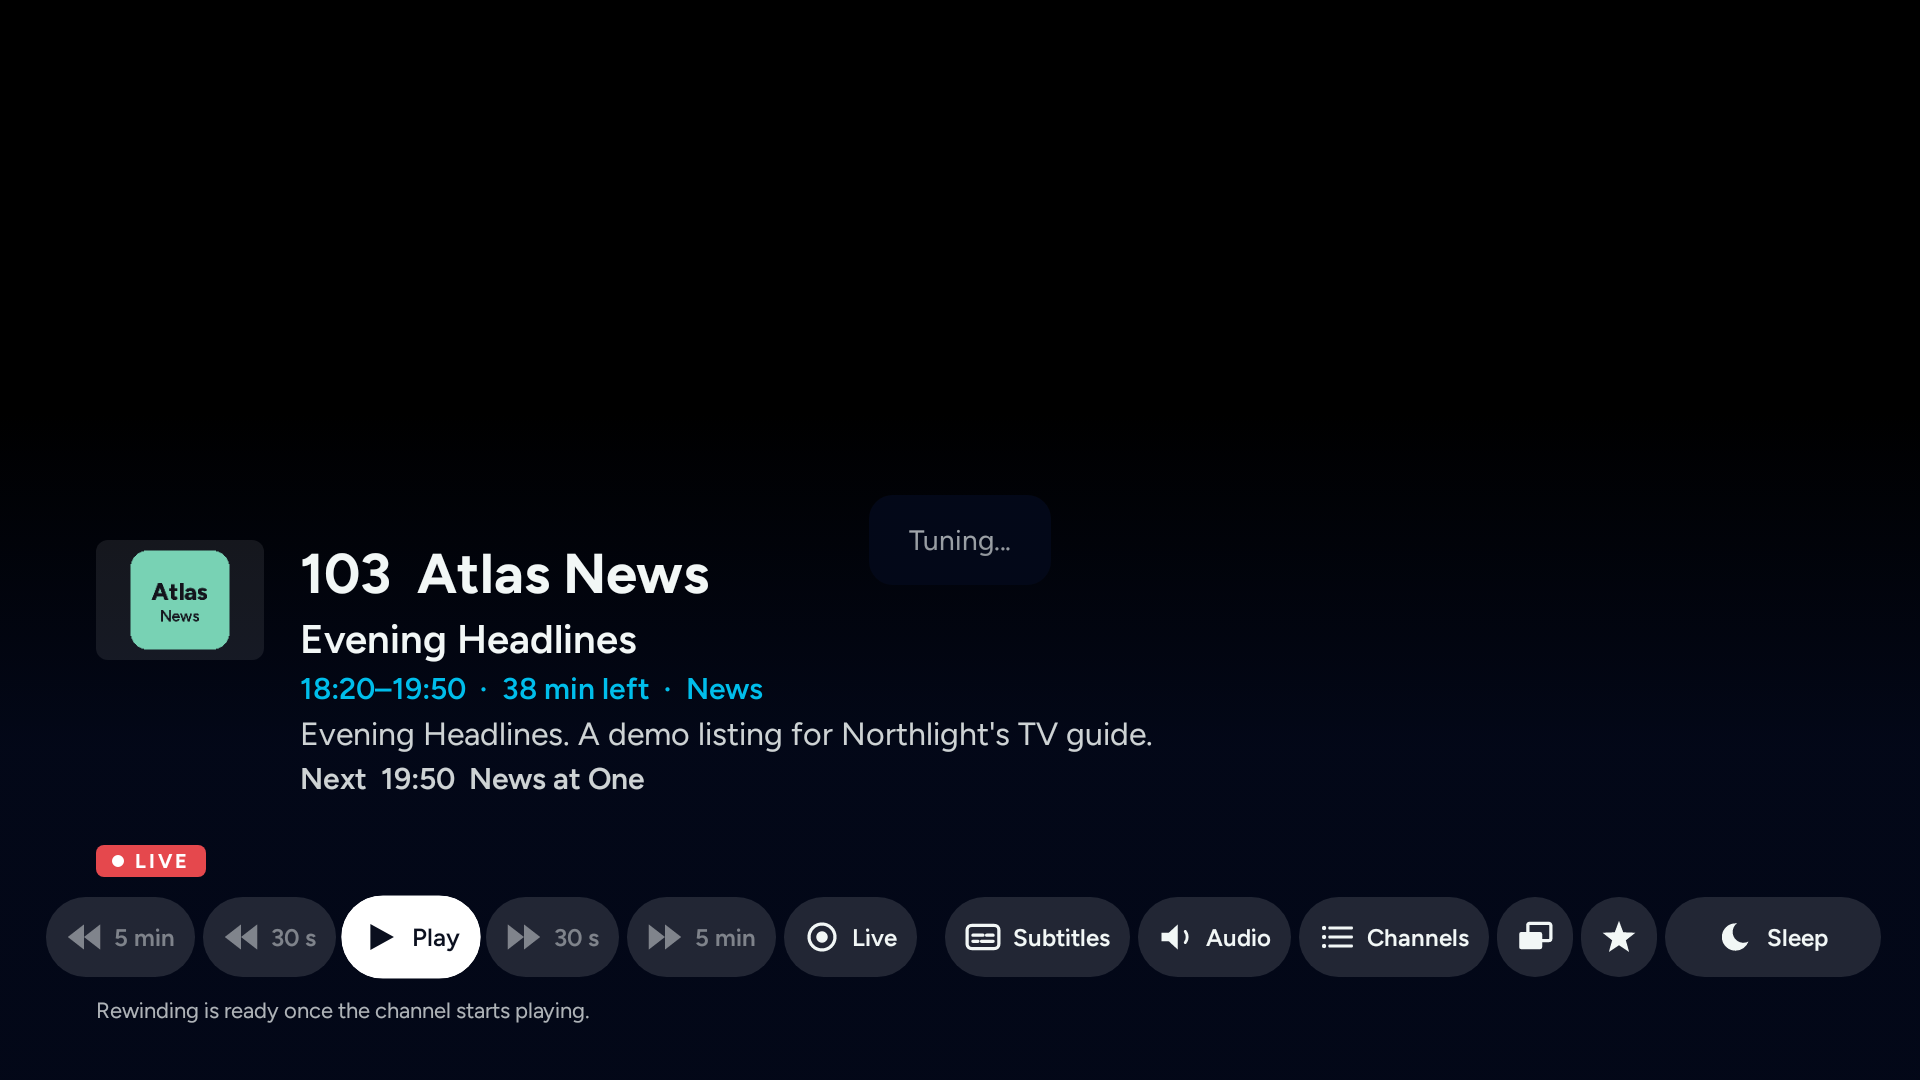 Tuning...
Atlas
News
103 Atlas News
Evening Headlines
18:20–19:50 · 38 min left · News
Evening Headlines. A demo listing for Northlight's TV guide.
Next 19:50 News at One
LIVE
5 min
30 s
Play
30 s
5 min
Live
Subtitles
Audio
Channels
Sleep
Rewinding is ready once the channel starts playing.